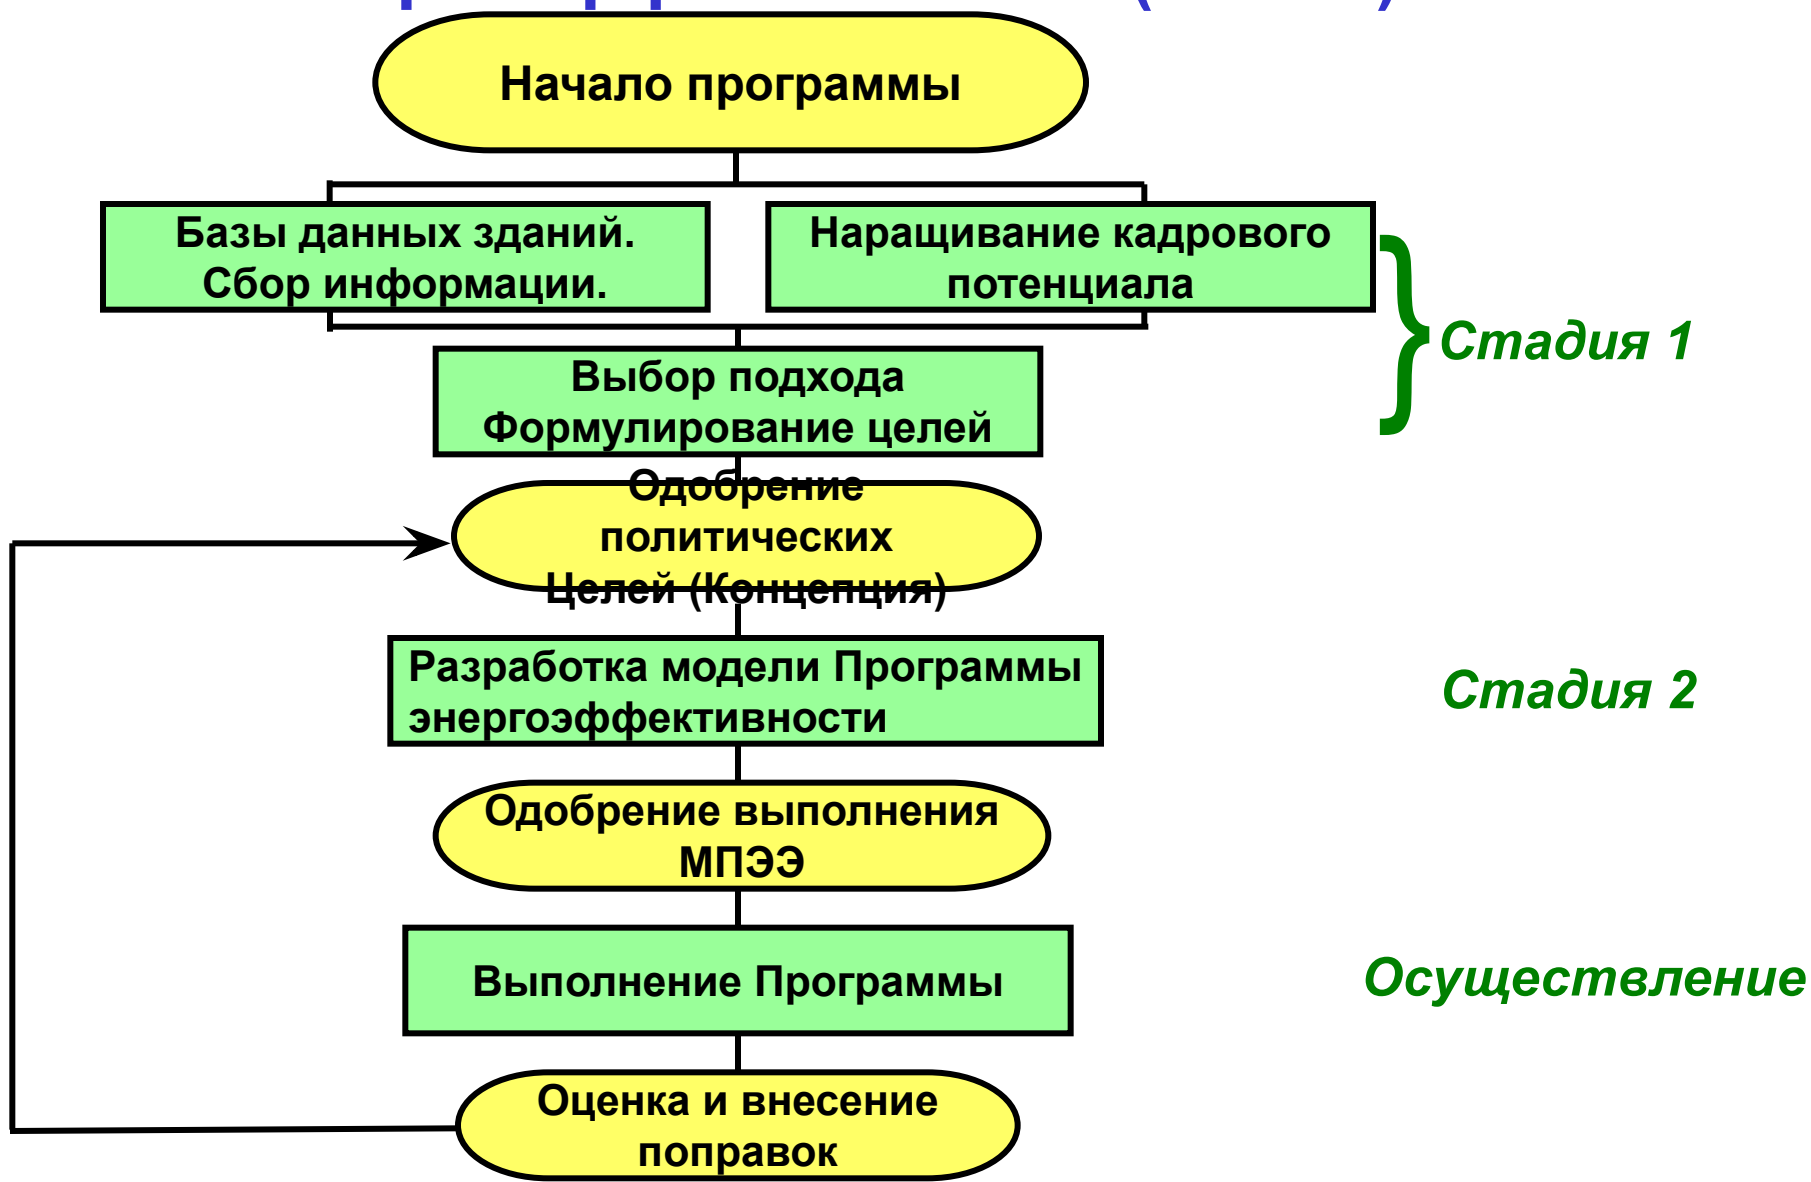 Начало программы
Базы данных зданий.
Сбор информации.
Наращивание кадрового
потенциала
Стадия 1
Выбор подхода
Формулирование целей
Одобрение
политических
Целей (Концепция)
Разработка модели Программы
энергоэффективности
Стадия 2
Одобрение выполнения
МПЭЭ
Выполнение Программы
Осуществление
Оценка и внесение
поправок